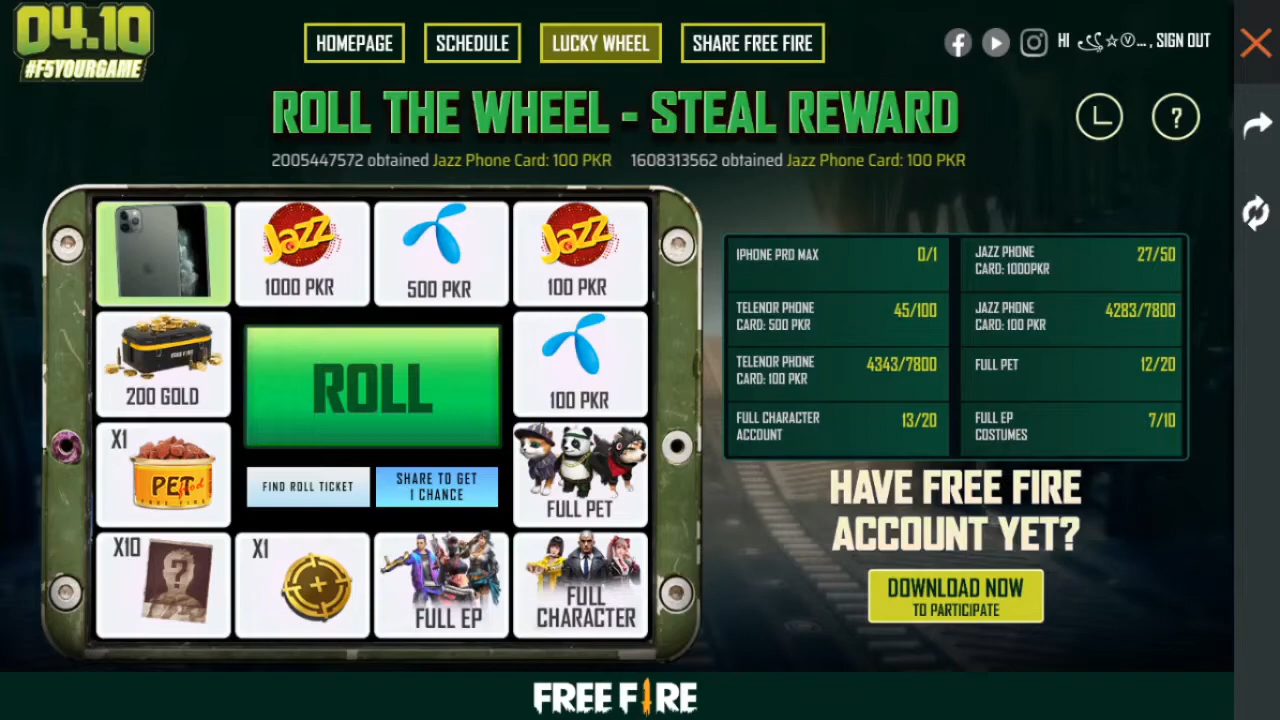 04.10
#F5YOURGAME
HOMEPAGE
SCHEDULE
LUCKY WHEEL
SHARE FREE FIRE
HI
, SIGN OUT
ROLL THE WHEEL - STEAL REWARD
2005447572 obtained Jazz Phone Card: 100 PKR 1608313562 obtained Jazz Phone Card: 100 PKR
?
Jazz
1000 PKR
500 PKR
Jazz
100 PKR
200 GOLD
ROLL
100 PKR
X1
PET food
FREE FIRE
FIND ROLL TICKET
SHARE TO GET
1 CHANCE
FULL PET
X10
?
X1
FULL EP
FULL
CHARACTER
IPHONE PRO MAX 0/1
JAZZ PHONE
CARD: 1000PKR 27/50
TELENOR PHONE
CARD: 500 PKR 45/100
JAZZ PHONE
CARD: 100 PKR 4283/7800
TELENOR PHONE
CARD: 100 PKR 4343/7800
FULL PET 12/20
FULL CHARACTER
ACCOUNT 13/20
FULL EP
COSTUMES 7/10
HAVE FREE FIRE
ACCOUNT YET?
DOWNLOAD NOW
TO PARTICIPATE
FREE FIRE